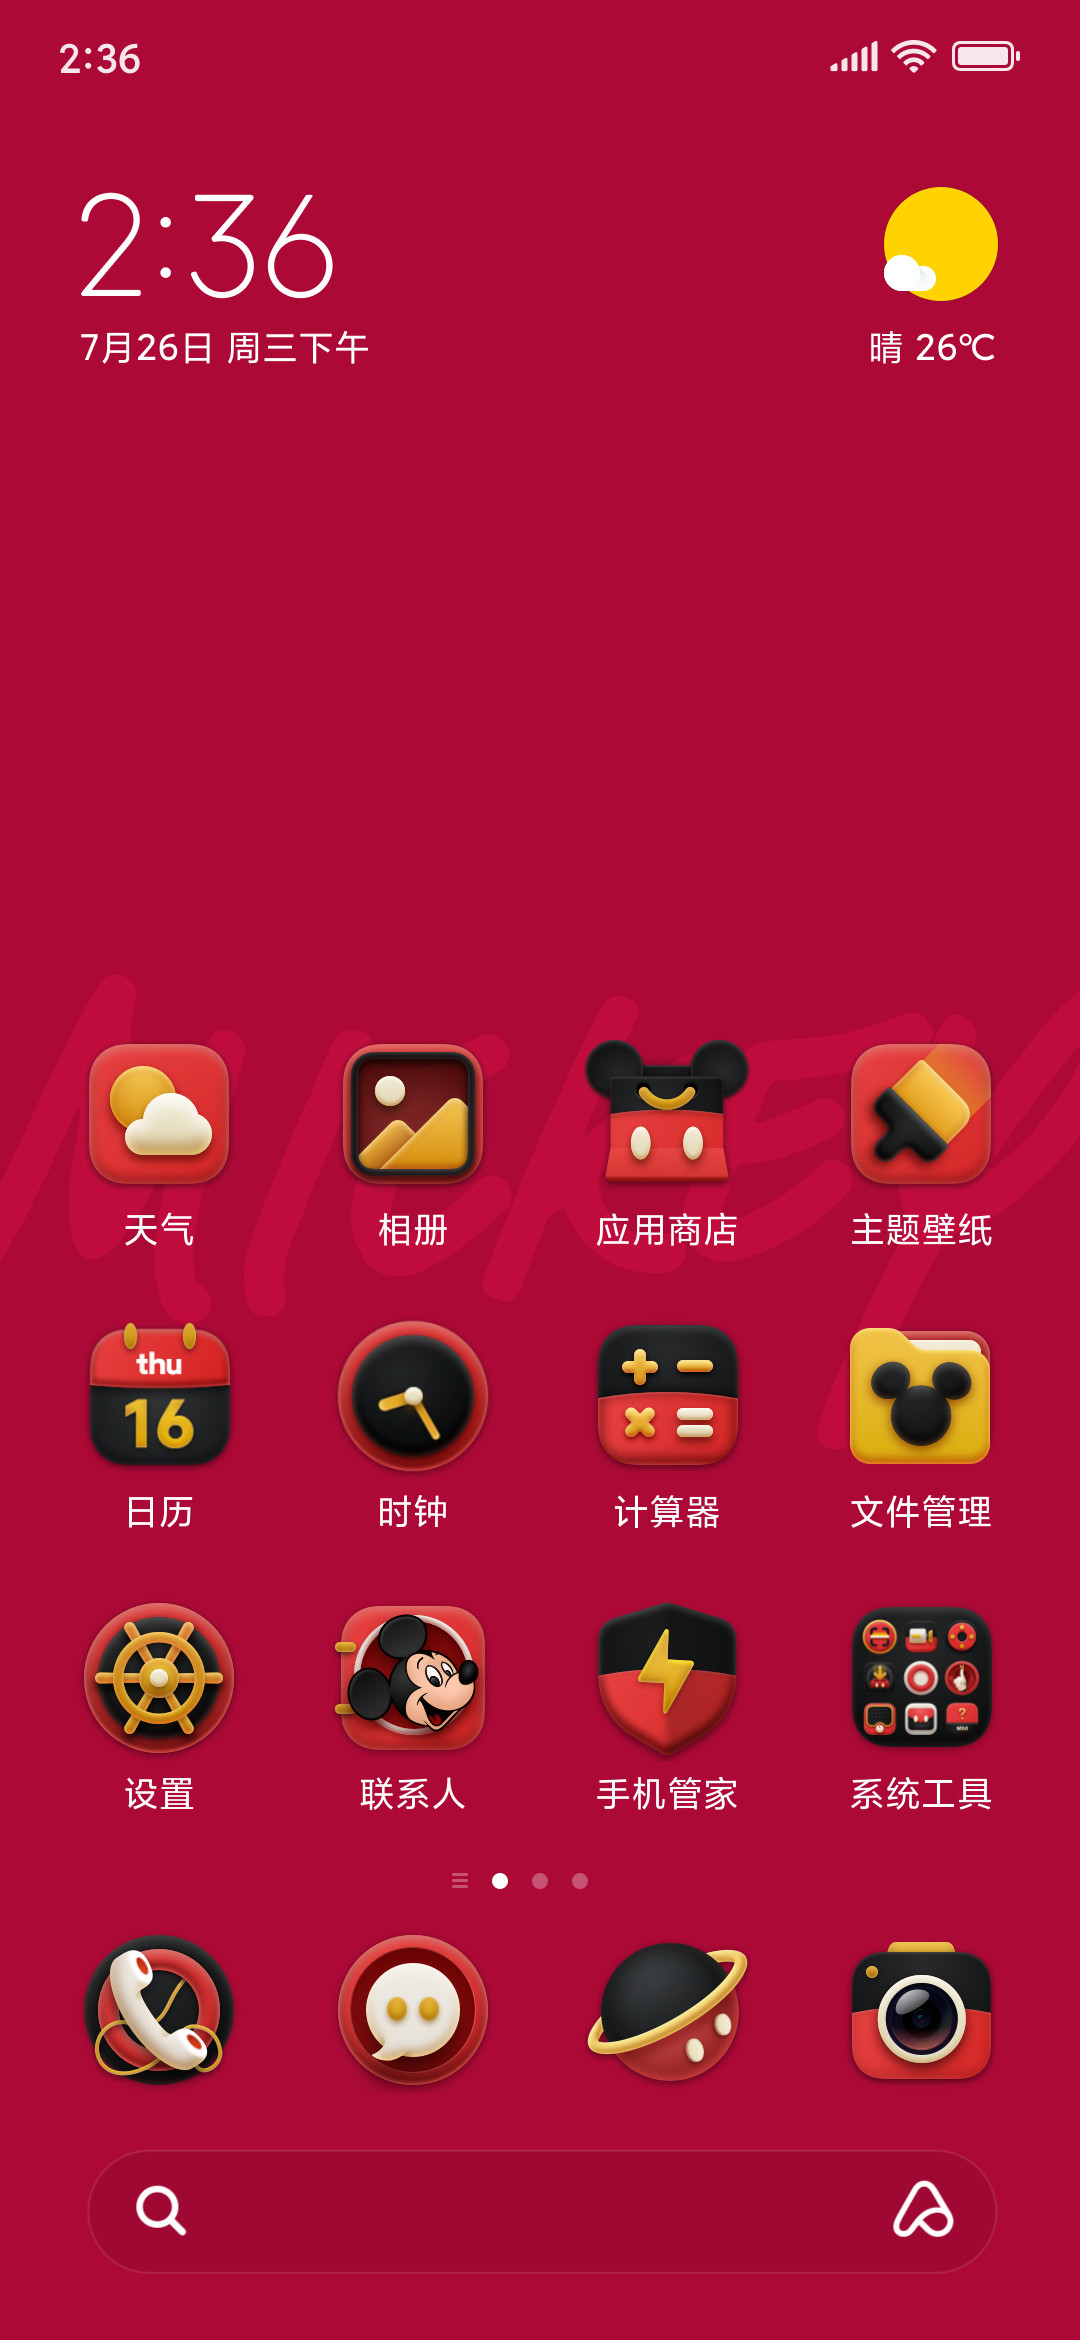 2:36
2:36
7月26日 周三下午
晴 26℃
MICKEY
天气
相册
应用商店
主题壁纸
thu
16
日历
时钟
计算器
文件管理
设置
联系人
手机管家
?
MIUI
系统工具